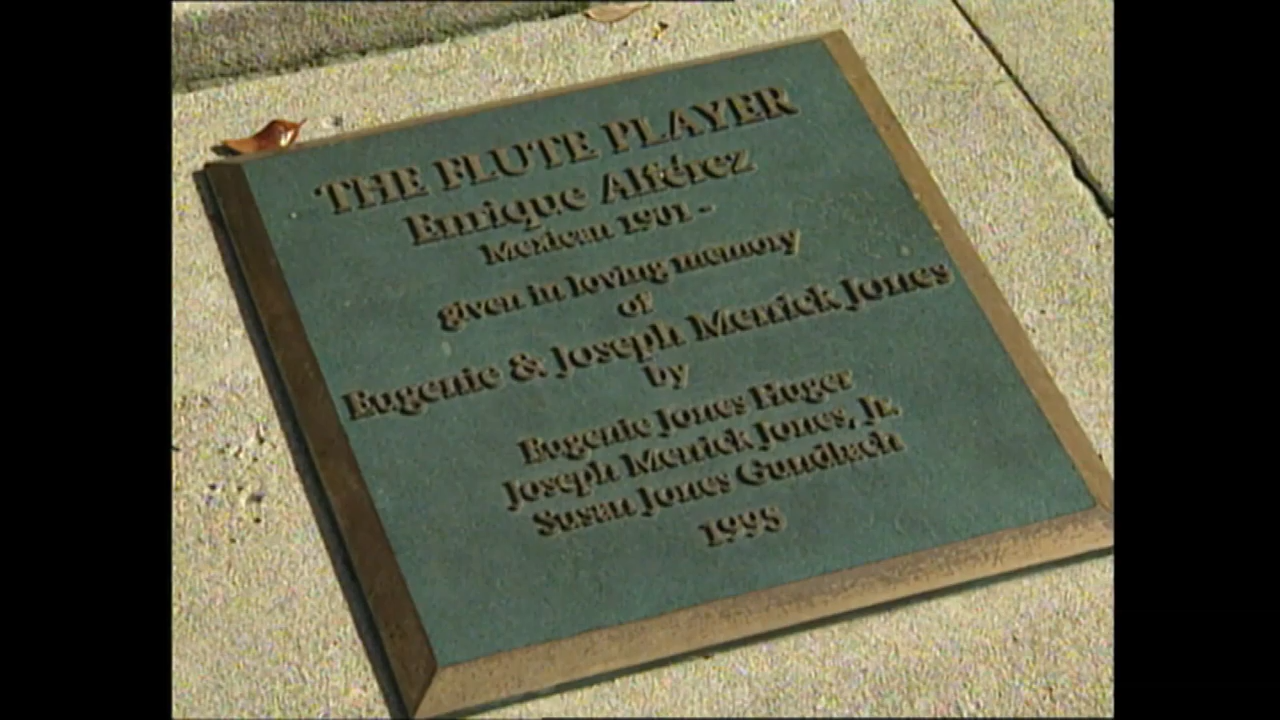 THE FLUTE PLAYER
Enrique Alférez
Mexican 1901 -
given in loving memory
of
Eugenie & Joseph Merrick Jones
by
Eugenie Jones Huger
Joseph Merrick Jones, Jr.
Susan Jones Gundlach
1995